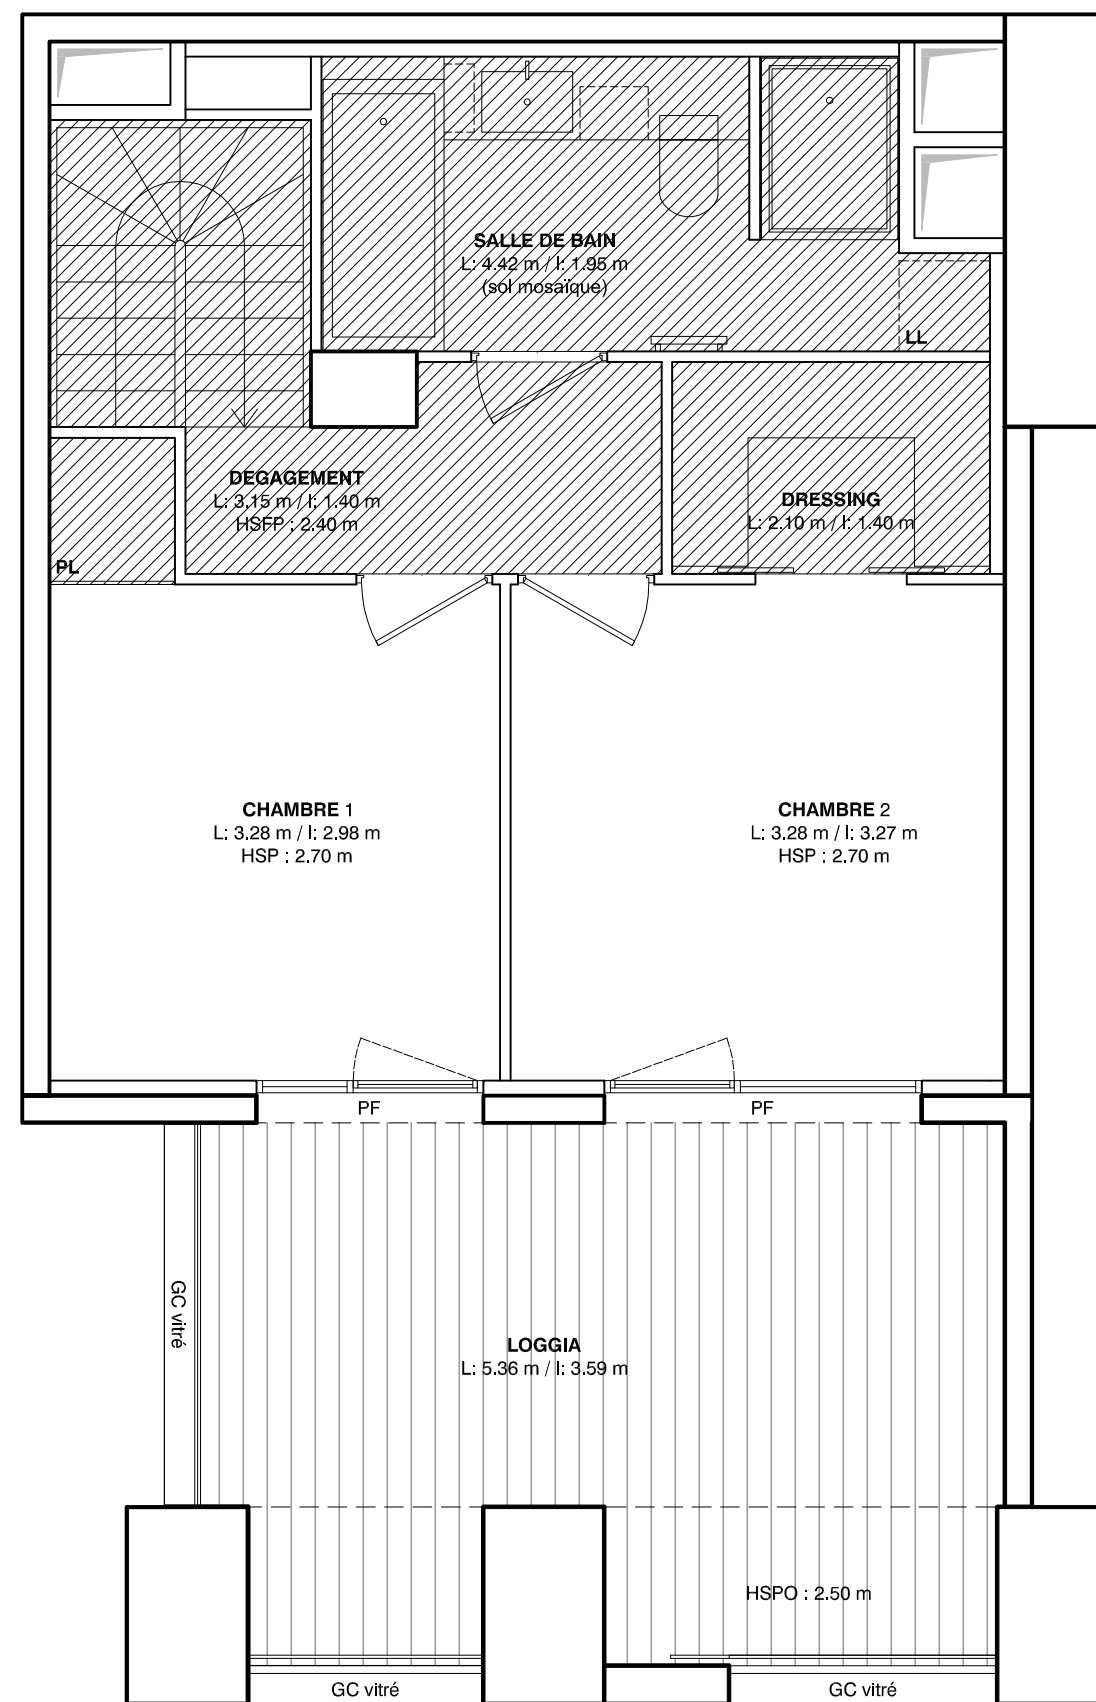 SALLE DE BAIN
L: 4.42 m / l: 1.95 m
(sol mosaïque)
LL
DEGAGEMENT
L: 3.15 m / l: 1.40 m
HSFP : 2.40 m
DRESSING
L: 2.10 m / l: 1.40 m
PL
CHAMBRE 1
L: 3.28 m / l: 2.98 m
HSP : 2.70 m
CHAMBRE 2
L: 3.28 m / l: 3.27 m
HSP : 2.70 m
PF
PF
GC vitré
LOGGIA
L: 5.36 m / l: 3.59 m
HSPO : 2.50 m
GC vitré
GC vitré